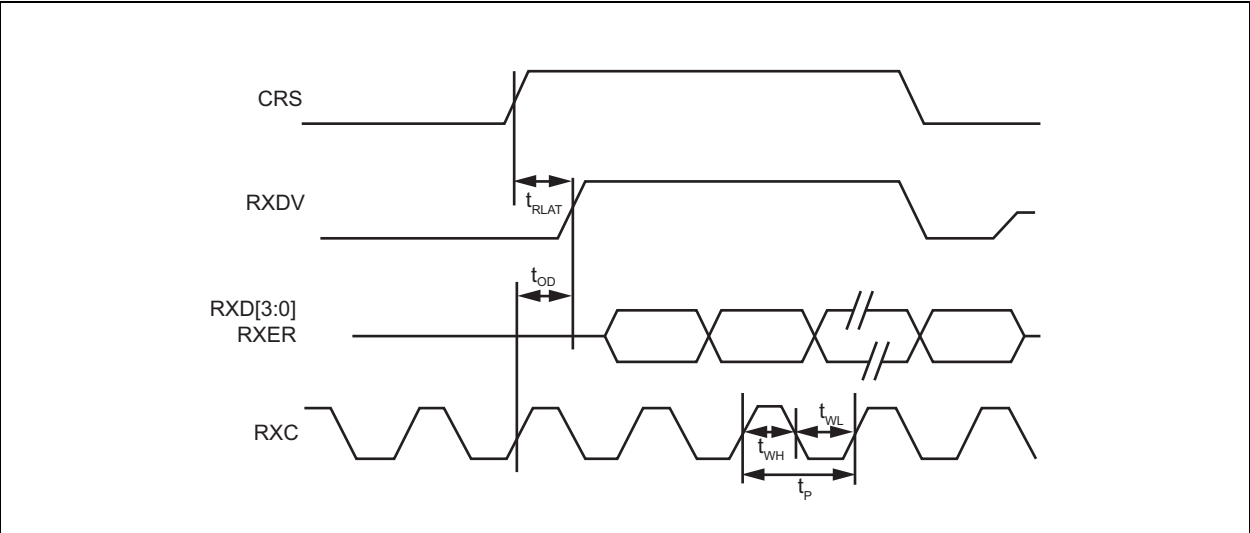 CRS
RXDV
tRLAT
tOD
RXD[3:0]
RXER
RXC
tWH
tWL
tP